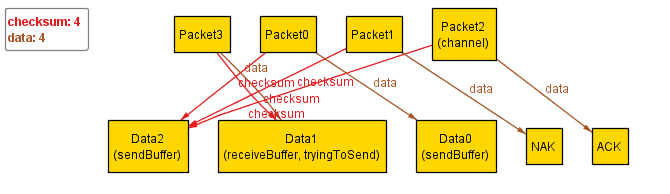 checksum: 4
data: 4
Packet3
Packet0
Packet1
Packet2
(channel)
data
checksum
checksum
data
data
data
checksum
checksum
Data2
(sendBuffer)
Data1
(receiveBuffer, tryingToSend)
Data0
(sendBuffer)
NAK
ACK